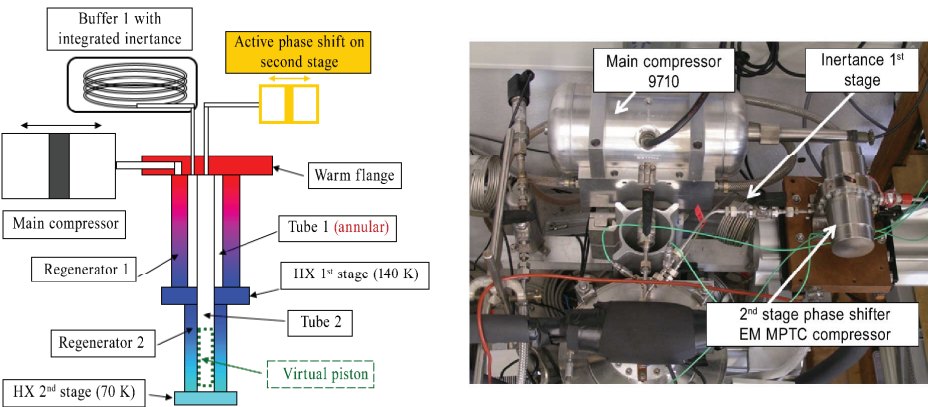 Buffer 1 with
integrated inertance
Active phase shift on
second stage
Warm flange
Main compressor
Tube 1 (annular)
Regenerator 1
HX 1st stage (140 K)
Tube 2
Regenerator 2
Virtual piston
HX 2nd stage (70 K)
Main compressor
9710
Inertance 1st
stage
2nd stage phase shifter
EM MPTC compressor